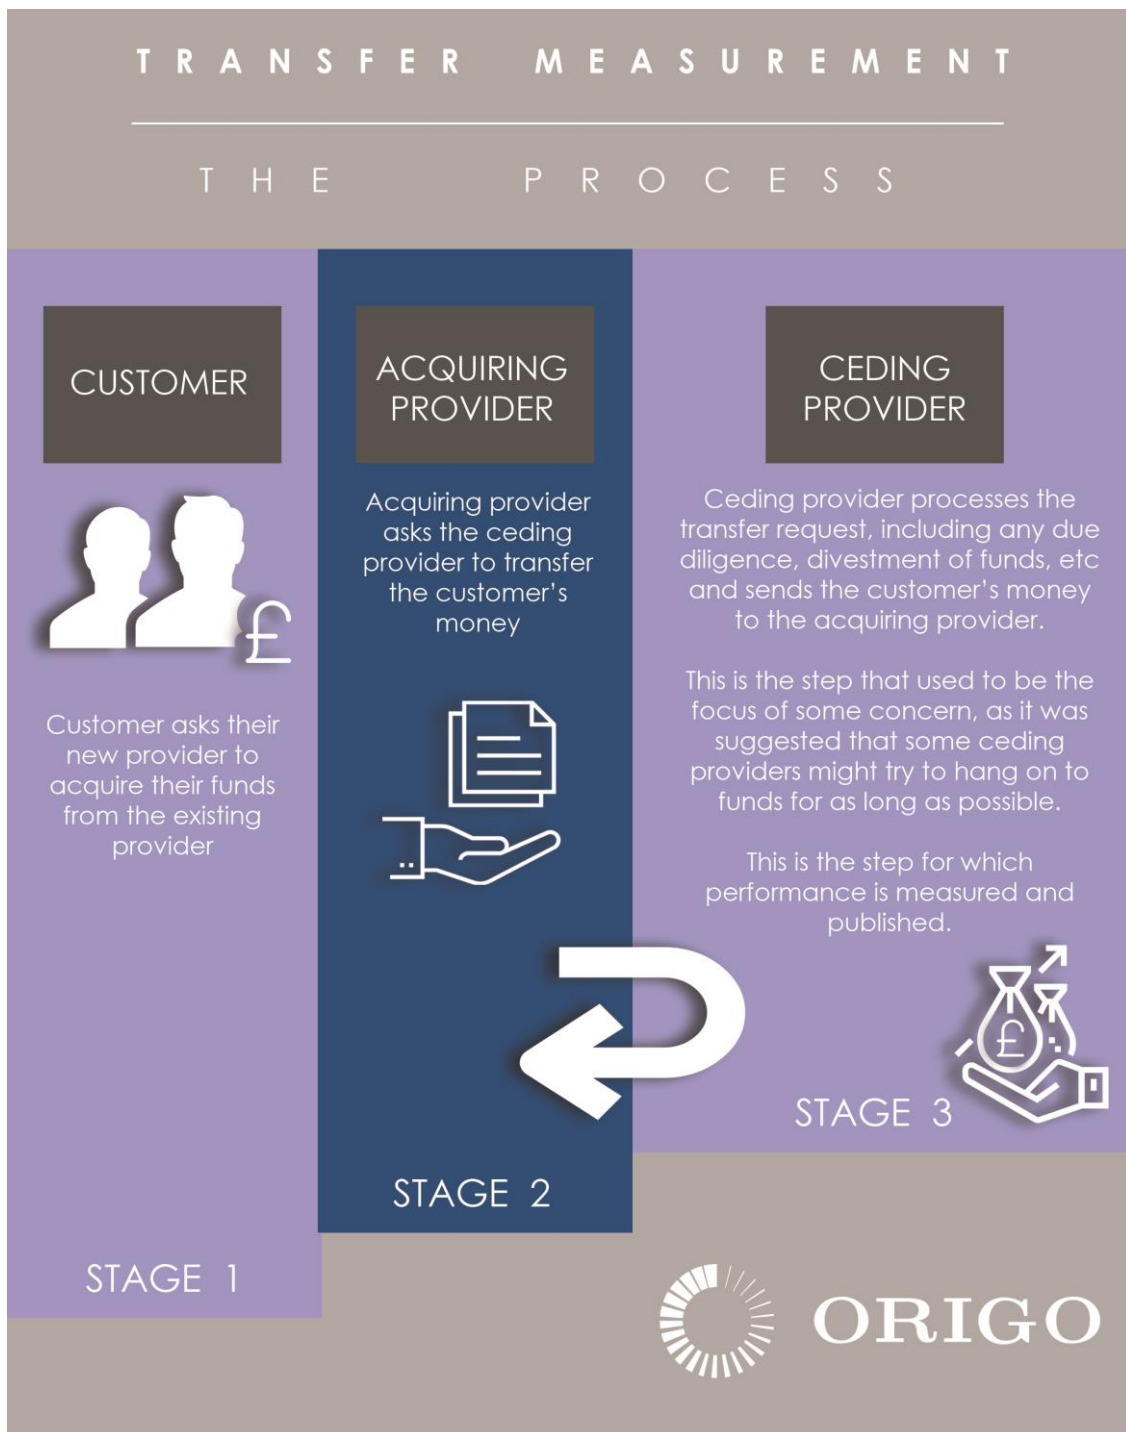 TRANSFER MEASUREMENT
THE PROCESS
CUSTOMER
£
Customer asks their
new provider to
acquire their funds
from the existing
provider
STAGE 1
ACQUIRING
PROVIDER
Acquiring provider
asks the ceding
provider to transfer
the customer’s
money
STAGE 2
CEDING
PROVIDER
Ceding provider processes the
transfer request, including any due
diligence, divestment of funds, etc
and sends the customer’s money
to the acquiring provider.
This is the step that used to be the
focus of some concern, as it was
suggested that some ceding
providers might try to hang on to
funds for as long as possible.
This is the step for which
performance is measured and
published.
£
STAGE 3
ORIGO